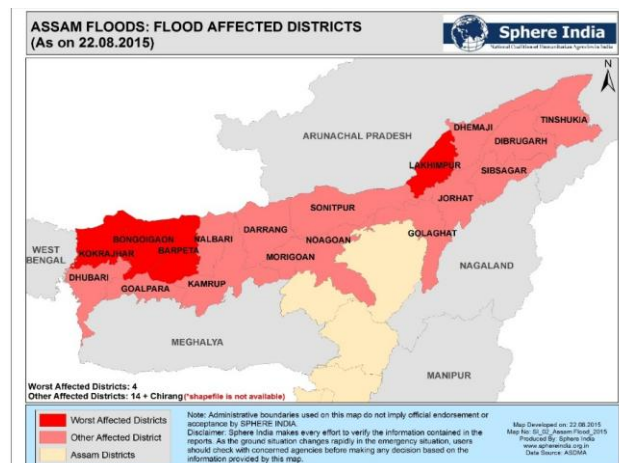 ASSAM FLOODS: FLOOD AFFECTED DISTRICTS
(As on 22.08.2015)
Sphere India
National Coalition of Humanitarian Agencies in India
N
ARUNACHAL PRADESH
DHEMAJI
TINSHUKIA
DIBRUGARH
LAKHIMPUR
SIBSAGAR
JORHAT
SONITPUR
DARRANG
NOAGOAN
GOLAGHAT
BONGOIGAON
NALBARI
WEST
BENGAL
KOKRAJHAR
BARPETA
MORIGOAN
NAGALAND
DHUBARI
GOALPARA
KAMRUP
MEGHALYA
MANIPUR
Worst Affected Districts: 4
Other Affected Districts: 14 + Chirang (*shapefile is not available)
Worst Affected Districts
Other Affected District
Assam Districts
Note: Administrative boundaries used on this map do not imply official endorsement or
acceptance by SPHERE INDIA.
Disclaimer: Sphere India makes every effort to verify the information contained in the
reports. As the ground situation changes rapidly in the emergency situation, users
should check with concerned agencies before making any decision based on the
information provided by this map.
Map Developed on: 22.08.2015
Map No: SI_02_Assam Flood_2015
Produced By: Sphere India
www.sphereindia.org.in
Data Source: ASDMA